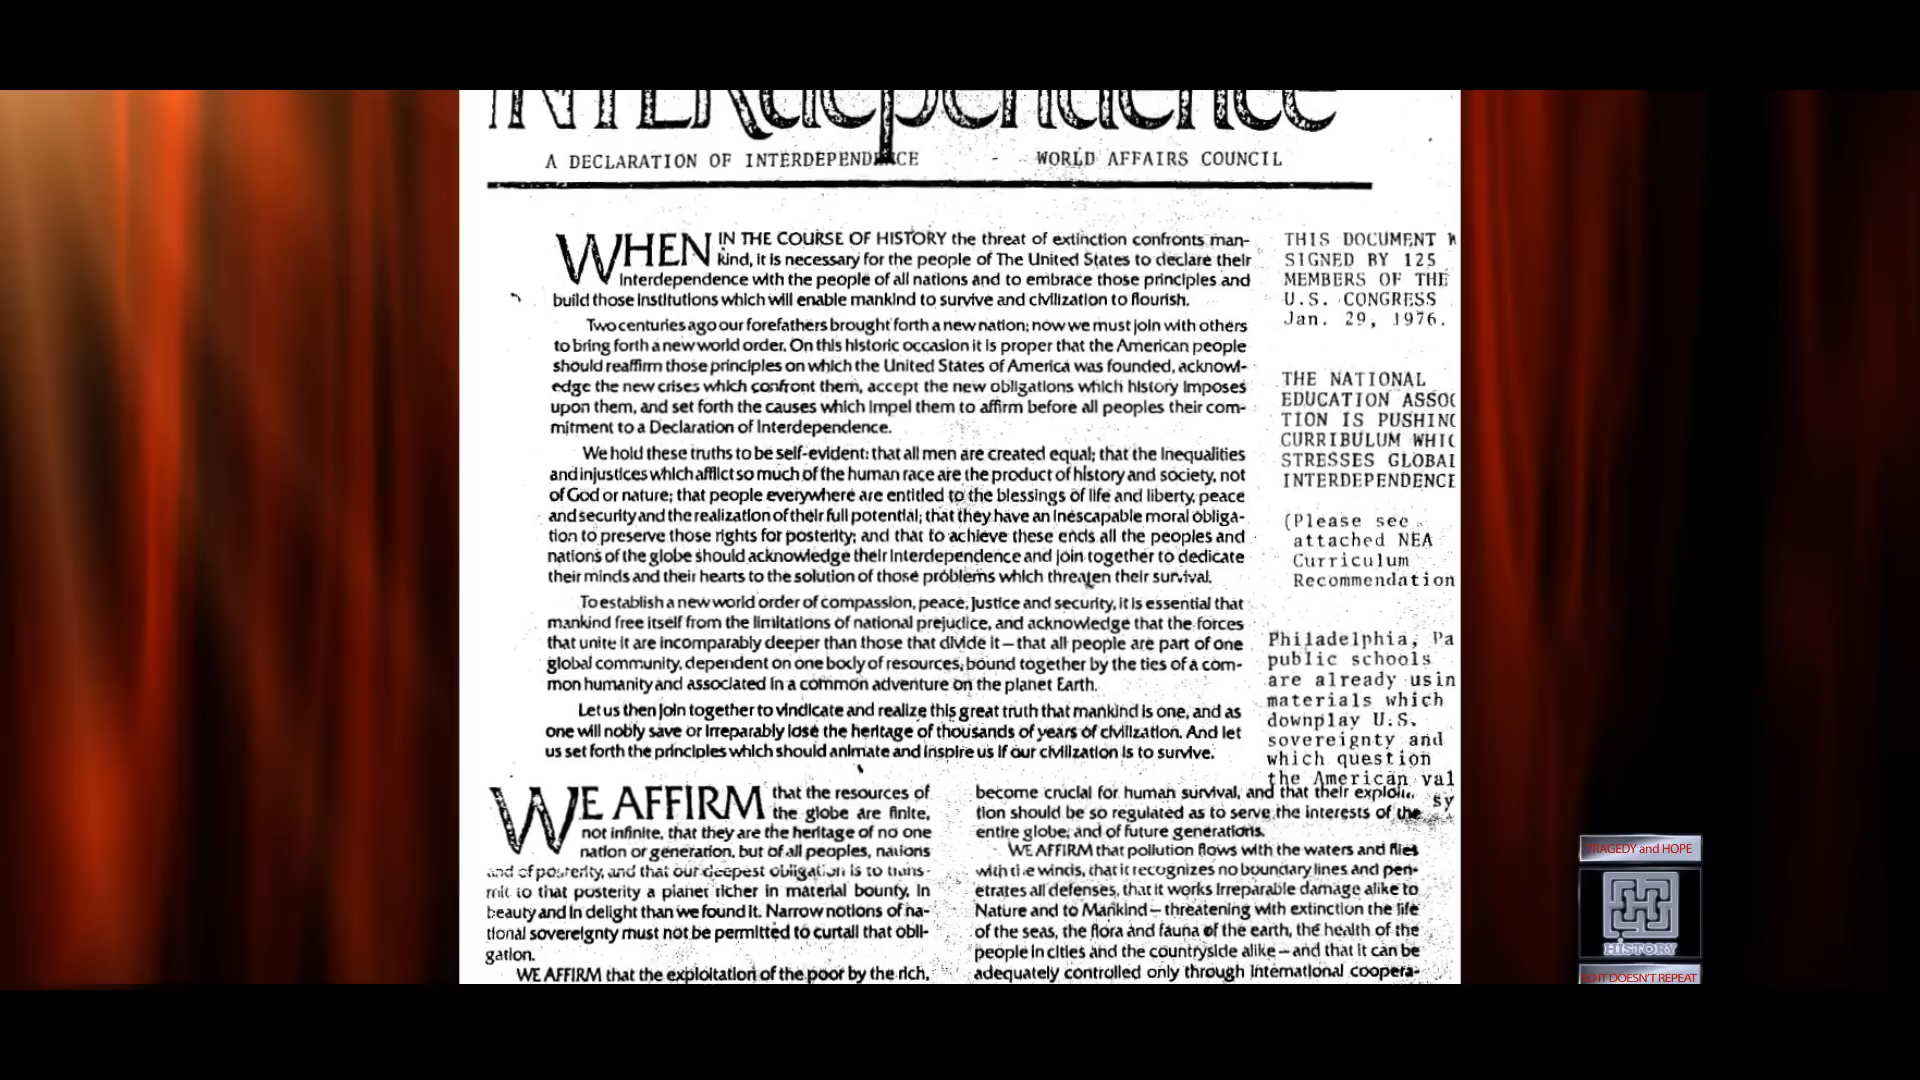 INTERdependence
A DECLARATION OF INTERDEPENDENCE - WORLD AFFAIRS COUNCIL
WHEN IN THE COURSE OF HISTORY the threat of extinction confronts man-
kind, it is necessary for the people of The United States to declare their
Interdependence with the people of all nations and to embrace those principles and
build those institutions which will enable mankind to survive and civilization to flourish.
Two centuries ago our forefathers brought forth a new nation; now we must join with others
to bring forth a new world order. On this historic occasion it is proper that the American people
should reaffirm those principles on which the United States of America was founded, acknowl-
edge the new crises which confront them, accept the new obligations which history imposes
upon them, and set forth the causes which impel them to affirm before all peoples their com-
mitment to a Declaration of Interdependence.
We hold these truths to be self-evident: that all men are created equal; that the inequalities
and injustices which afflict so much of the human race are the product of history and society, not
of God or nature; that people everywhere are entitled to the blessings of life and liberty, peace
and security and the realization of their full potential; that they have an inescapable moral obliga-
tion to preserve those rights for posterity; and that to achieve these ends all the peoples and
nations of the globe should acknowledge their interdependence and join together to dedicate
their minds and their hearts to the solution of those problems which threaten their survival.
To establish a new world order of compassion, peace, justice and security, it is essential that
mankind free itself from the limitations of national prejudice, and acknowledge that the forces
that unite it are incomparably deeper than those that divide it – that all people are part of one
global community, dependent on one body of resources, bound together by the ties of a com-
mon humanity and associated in a common adventure on the planet Earth.
Let us then join together to vindicate and realize this great truth that mankind is one, and as
one will nobly save or irreparably lose the heritage of thousands of years of civilization. And let
us set forth the principles which should animate and inspire us if our civilization is to survive.
WE AFFIRM that the resources of
the globe are finite,
not infinite, that they are the heritage of no one
nation or generation, but of all peoples, nations
and of posterity, and that our deepest obligation is to trans-
mit to that posterity a planet richer in material bounty, in
beauty and in delight than we found it. Narrow notions of na-
tional sovereignty must not be permitted to curtail that obli-
gation.
WE AFFIRM that the exploitation of the poor by the rich,
become crucial for human survival, and that their exploi..
tion should be so regulated as to serve the interests of the
entire globe, and of future generations.
WE AFFIRM that pollution flows with the waters and flies
with the winds, that it recognizes no boundary lines and pen-
etrates all defenses, that it works irreparable damage alike to
Nature and to Mankind – threatening with extinction the life
of the seas, the flora and fauna of the earth, the health of the
people in cities and the countryside alike – and that it can be
adequately controlled only through international coopera-
THIS DOCUMENT W
SIGNED BY 125
MEMBERS OF THE
U.S. CONGRESS
Jan. 29, 1976.
THE NATIONAL
EDUCATION ASSOC
TION IS PUSHING
CURRIBULUM WHIC
STRESSES GLOBAL
INTERDEPENDENCE
(Please see
attached NEA
Curriculum
Recommendation
Philadelphia, Pa
public schools
are already usin
materials which
downplay U.S.
sovereignty and
which question
the American val
sy
TRAGEDY and HOPE
HISTORY
SO IT DOESN'T REPEAT